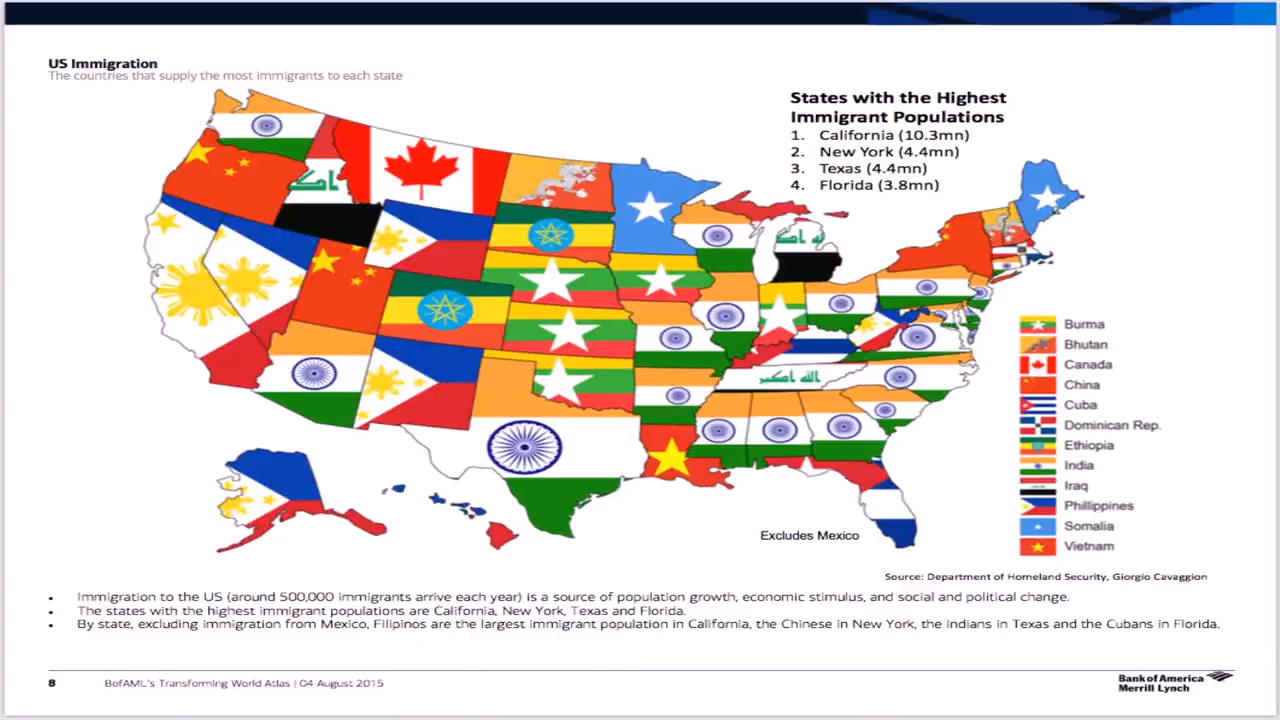 US Immigration
The countries that supply the most immigrants to each state
States with the Highest
Immigrant Populations
1. California (10.3mn)
2. New York (4.4mn)
3. Texas (4.4mn)
4. Florida (3.8mn)
Burma
Bhutan
Canada
China
Cuba
Dominican Rep.
Ethiopia
India
Iraq
Phillippines
Somalia
Vietnam
Excludes Mexico
Source: Department of Homeland Security, Giorgio Cavaggion
• Immigration to the US (around 500,000 immigrants arrive each year) is a source of population growth, economic stimulus, and social and political change.
• The states with the highest immigrant populations are California, New York, Texas and Florida.
• By state, excluding immigration from Mexico, Filipinos are the largest immigrant population in California, the Chinese in New York, the Indians in Texas and the Cubans in Florida.
8 BofAML's Transforming World Atlas | 04 August 2015
Bank of America
Merrill Lynch